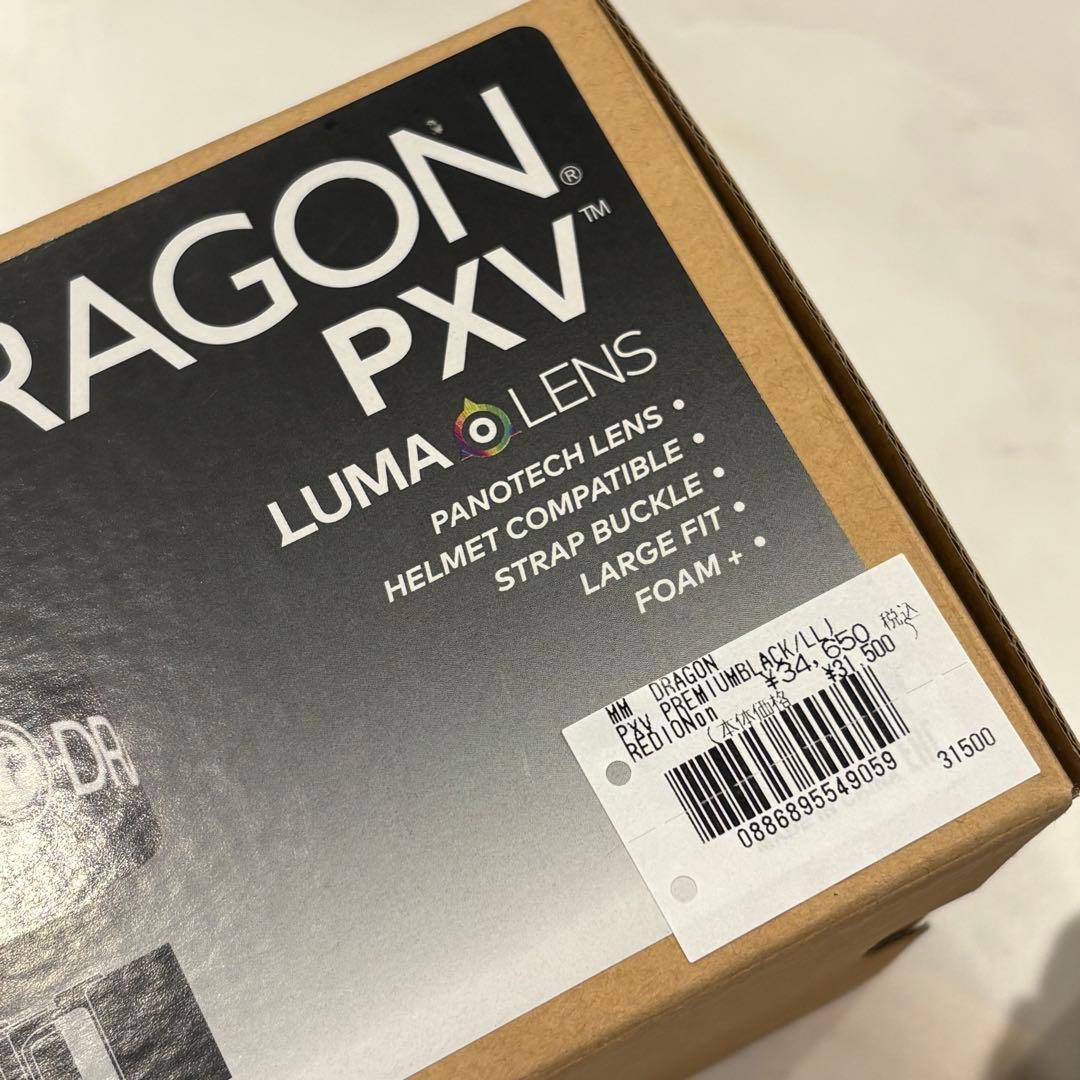 RAGON®
PXV™
LUMA LENS
PANOTECH LENS •
HELMET COMPATIBLE •
STRAP BUCKLE •
LARGE FIT •
FOAM + •
MM DRAGON
PXV PREMIUMBLACK/LLJ
REDIONon
¥34,650 税込
(本体価格 ¥31,500)
0886895549059
31500
DR